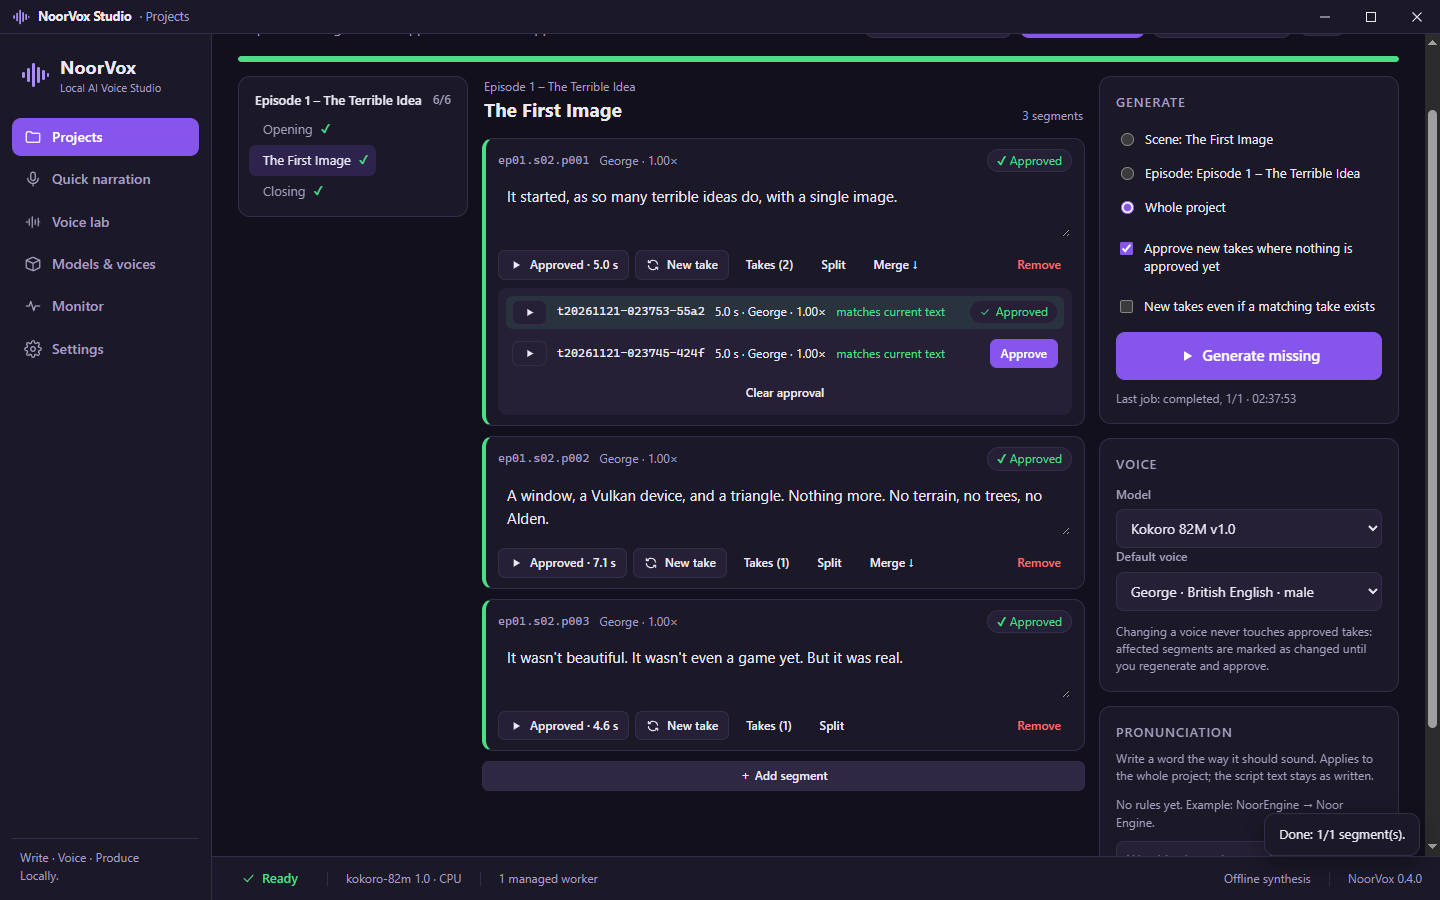 NoorVox Studio · Projects
NoorVox
Local AI Voice Studio
Projects
Quick narration
Voice lab
Models & voices
Monitor
Settings
Write · Voice · Produce
Locally.
Episode 1 – The Terrible Idea 6/6
Opening ✓
The First Image ✓
Closing ✓
Episode 1 – The Terrible Idea
The First Image
3 segments
ep01.s02.p001 George · 1.00×
✓ Approved
It started, as so many terrible ideas do, with a single image.
Approved · 5.0 s New take Takes (2) Split Merge ↓ Remove
t20261121-023753-55a2 5.0 s · George · 1.00× matches current text ✓ Approved
t20261121-023745-424f 5.0 s · George · 1.00× matches current text Approve
Clear approval
ep01.s02.p002 George · 1.00×
✓ Approved
A window, a Vulkan device, and a triangle. Nothing more. No terrain, no trees, no
Alden.
Approved · 7.1 s New take Takes (1) Split Merge ↓ Remove
ep01.s02.p003 George · 1.00×
✓ Approved
It wasn't beautiful. It wasn't even a game yet. But it was real.
Approved · 4.6 s New take Takes (1) Split Remove
+ Add segment
GENERATE
Scene: The First Image
Episode: Episode 1 – The Terrible Idea
Whole project
Approve new takes where nothing is
approved yet
New takes even if a matching take exists
Generate missing
Last job: completed, 1/1 · 02:37:53
VOICE
Model
Kokoro 82M v1.0
Default voice
George · British English · male
Changing a voice never touches approved takes:
affected segments are marked as changed until
you regenerate and approve.
PRONUNCIATION
Write a word the way it should sound. Applies to
the whole project; the script text stays as written.
No rules yet. Example: NoorEngine → Noor
Engine.
Done: 1/1 segment(s).
✓ Ready
kokoro-82m 1.0 · CPU
1 managed worker
Offline synthesis
NoorVox 0.4.0